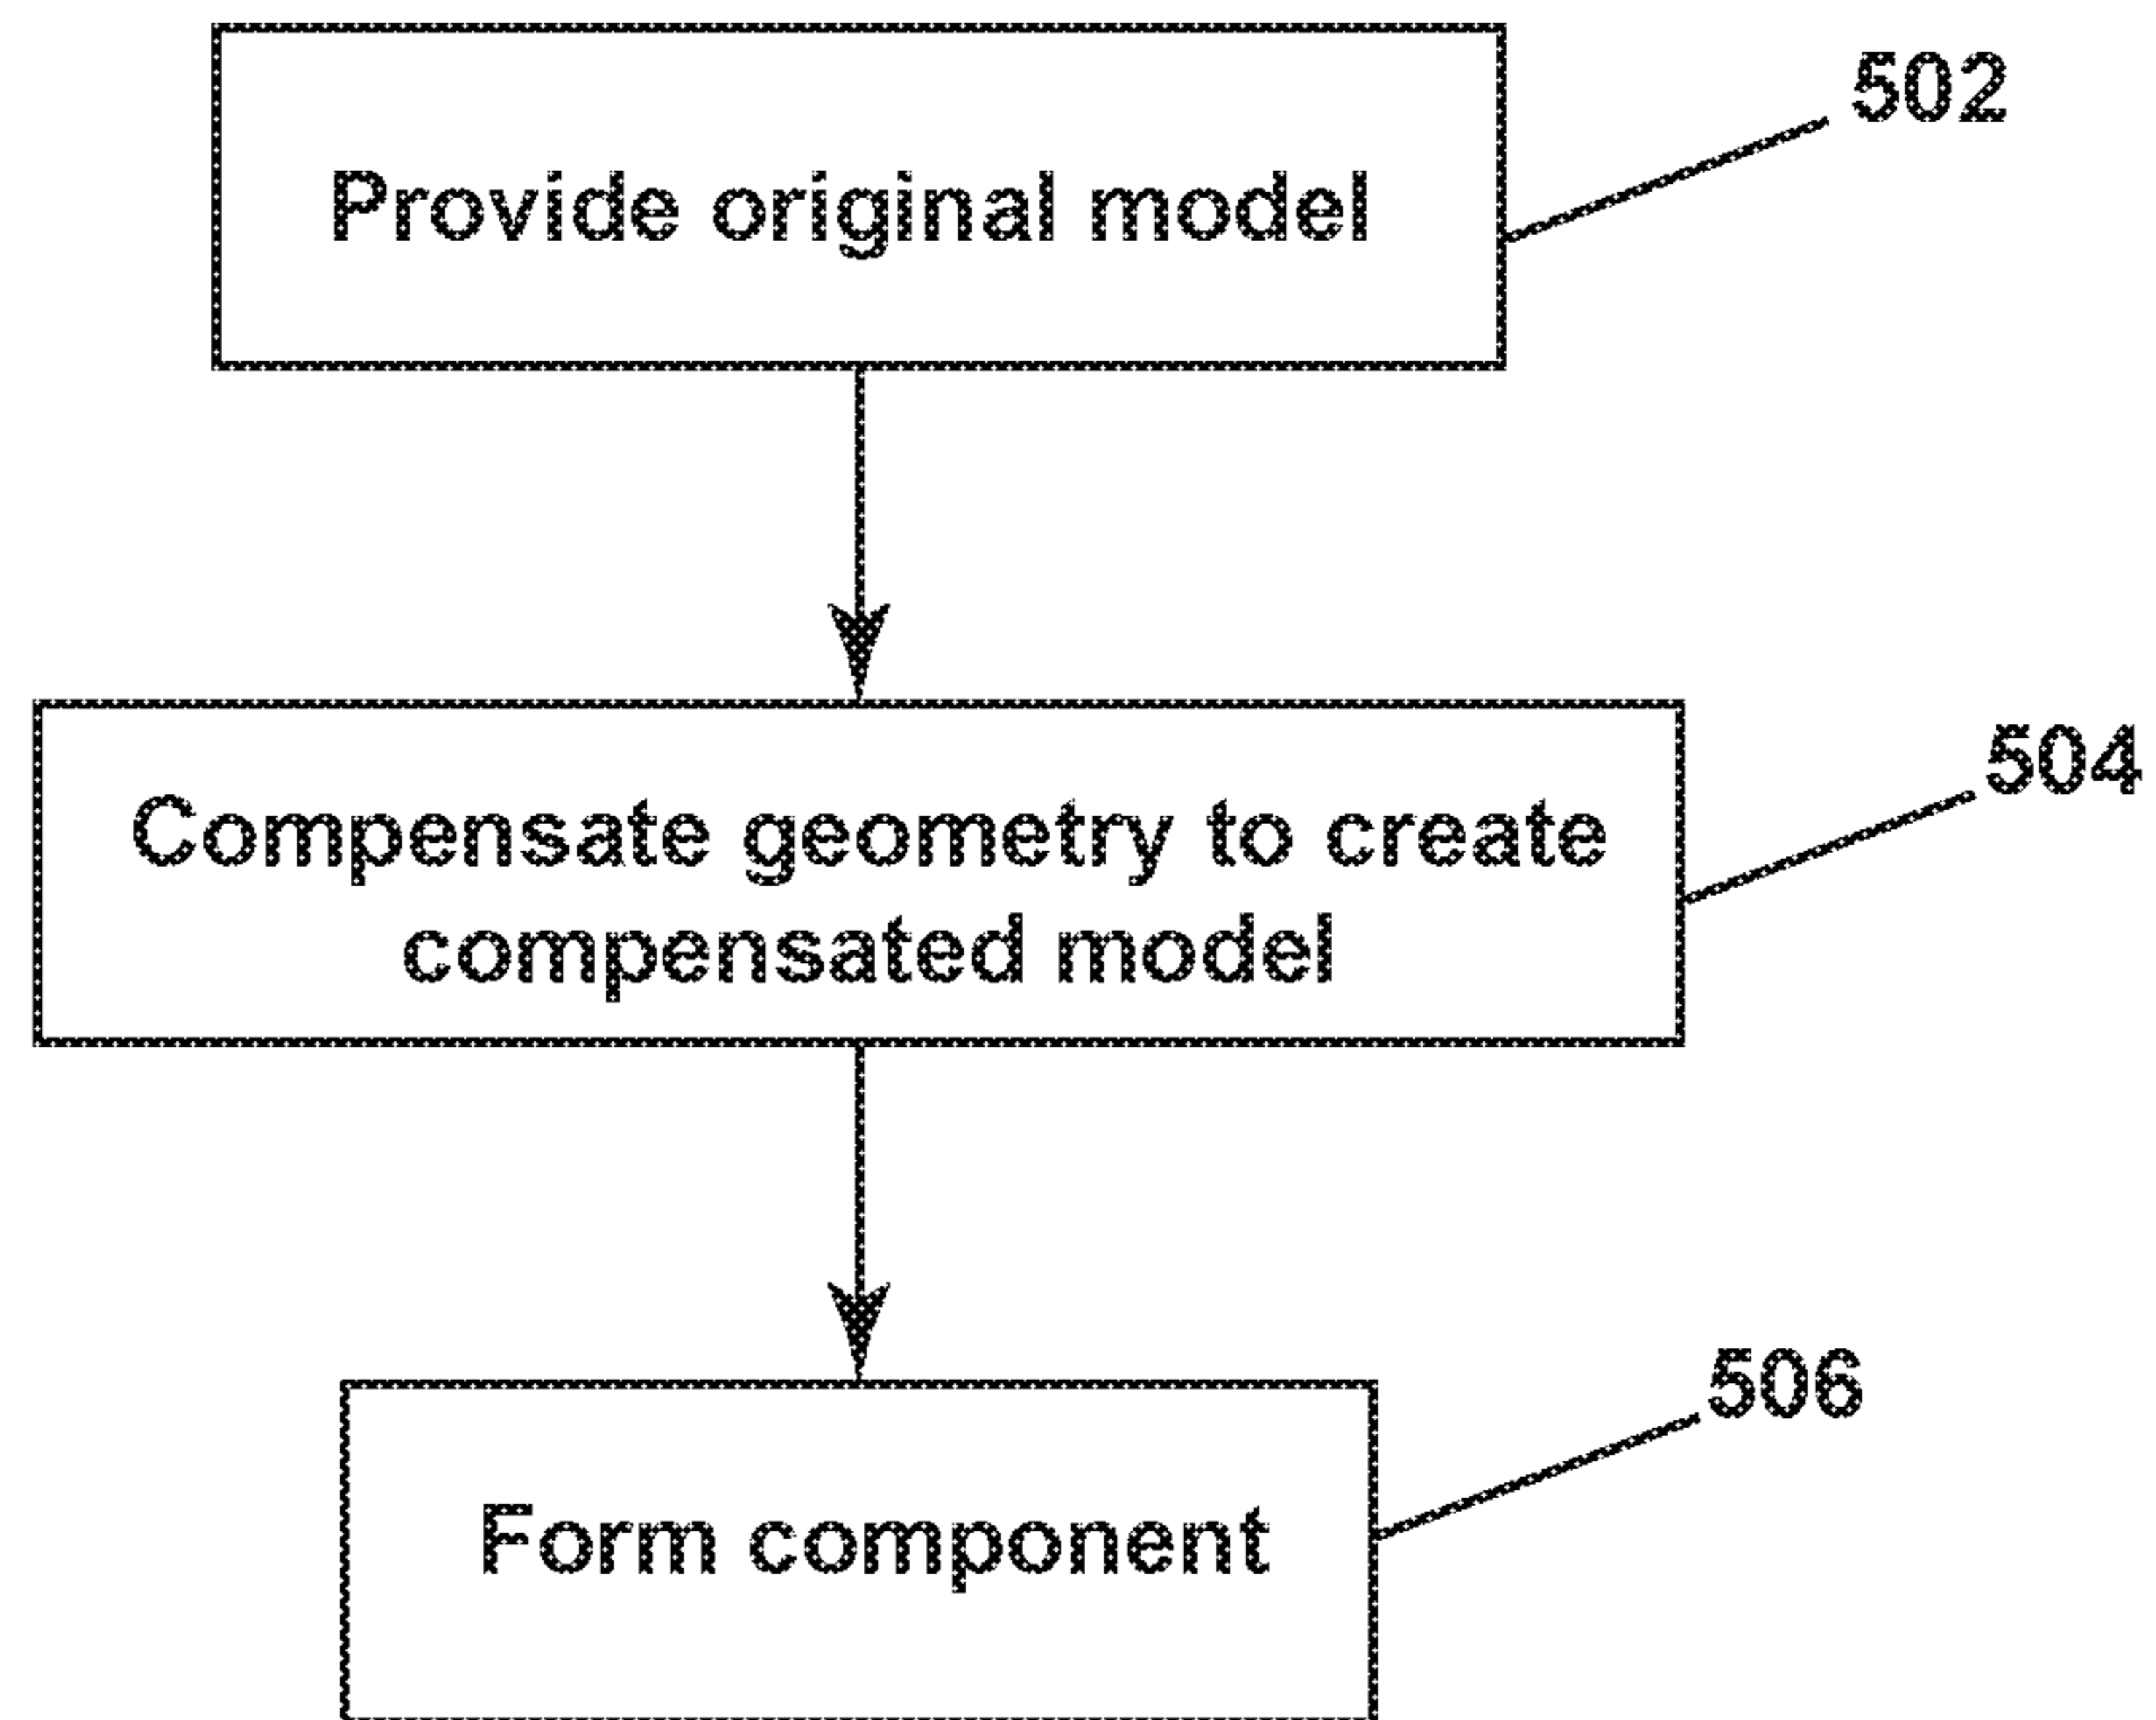 502
Provide original model
504
Compensate geometry to create
compensated model
506
Form component